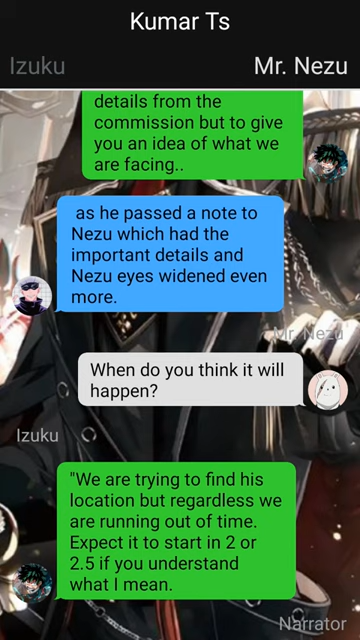 Kumar Ts
Izuku
Mr. Nezu
details from the
commission but to give
you an idea of what we
are facing..
as he passed a note to
Nezu which had the
important details and
Nezu eyes widened even
more.
Mr. Nezu
When do you think it will
happen?
Izuku
"We are trying to find his
location but regardless we
are running out of time.
Expect it to start in 2 or
2.5 if you understand
what I mean.
Narrator